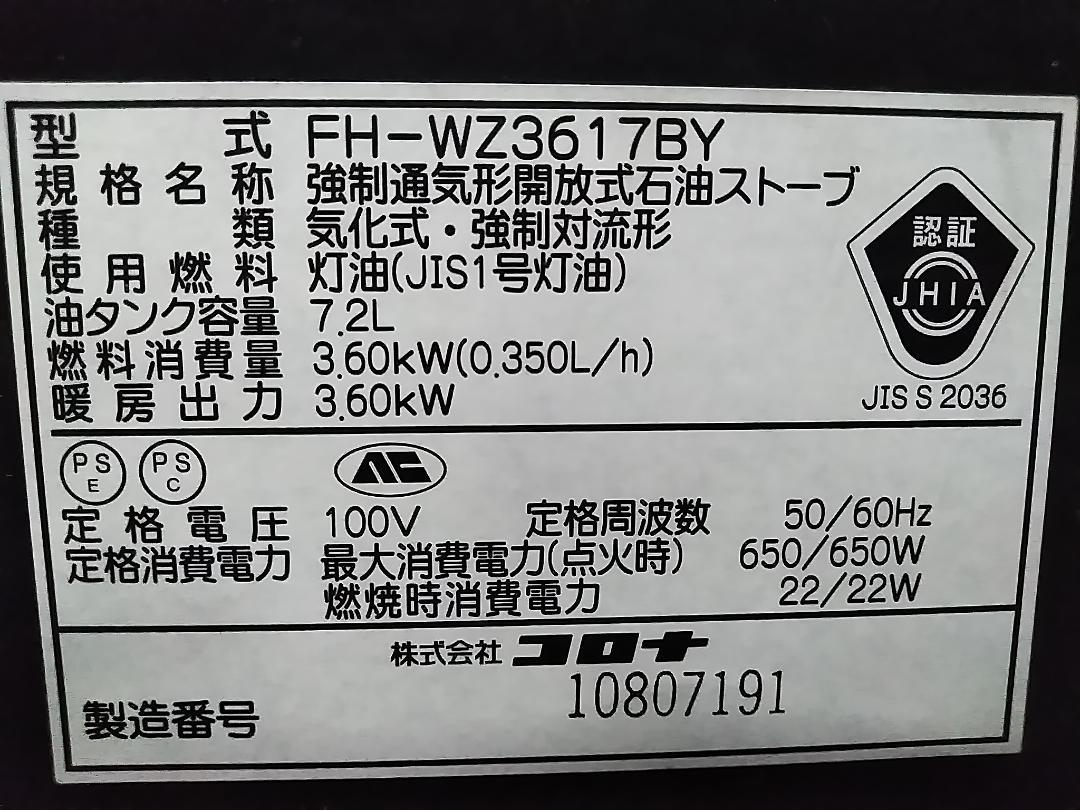 型式 FH-WZ3617BY
規格名称 強制通気形開放式石油ストーブ
種類 気化式・強制対流形
使用燃料 灯油(JIS1号灯油)
油タンク容量 7.2L
燃料消費量 3.60kW(0.350L/h)
暖房出力 3.60kW
認証
JHIA
JIS S 2036
PS E PS C
定格電圧 100V 定格周波数 50/60Hz
定格消費電力 最大消費電力(点火時) 650/650W
燃焼時消費電力 22/22W
株式会社 コロナ
製造番号 10807191